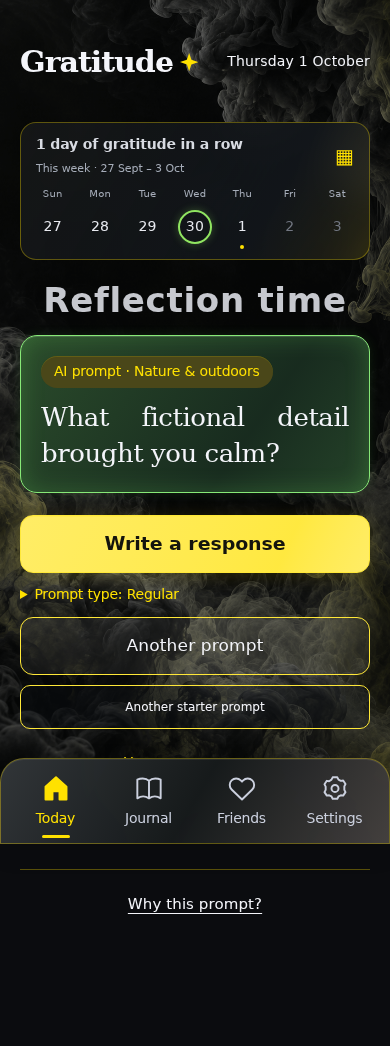 Gratitude
Thursday 1 October
1 day of gratitude in a row
This week · 27 Sept – 3 Oct
Sun Mon Tue Wed Thu Fri Sat
27 28 29 30 1 2 3
Reflection time
AI prompt · Nature & outdoors
What fictional detail
brought you calm?
Write a response
Prompt type: Regular
Another prompt
Another starter prompt
Today Journal Friends Settings
Why this prompt?